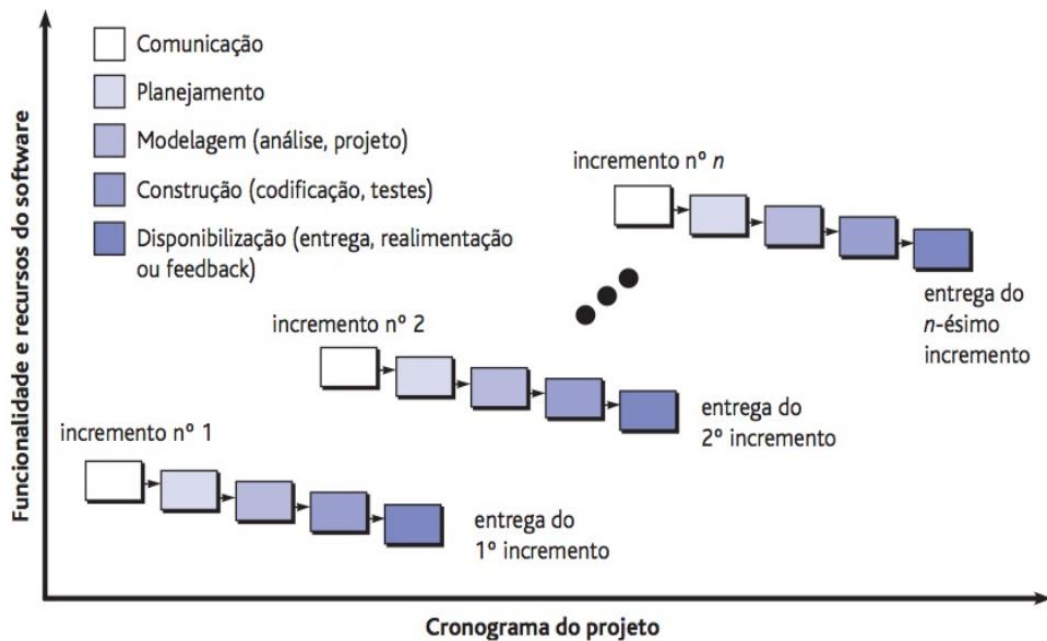 Funcionalidade e recursos do software
Comunicação
Planejamento
Modelagem (análise, projeto)
Construção (codificação, testes)
Disponibilização (entrega, realimentação
ou feedback)
incremento nº n
entrega do
n-ésimo
incremento
incremento nº 2
entrega do
2º incremento
incremento nº 1
entrega do
1º incremento
Cronograma do projeto